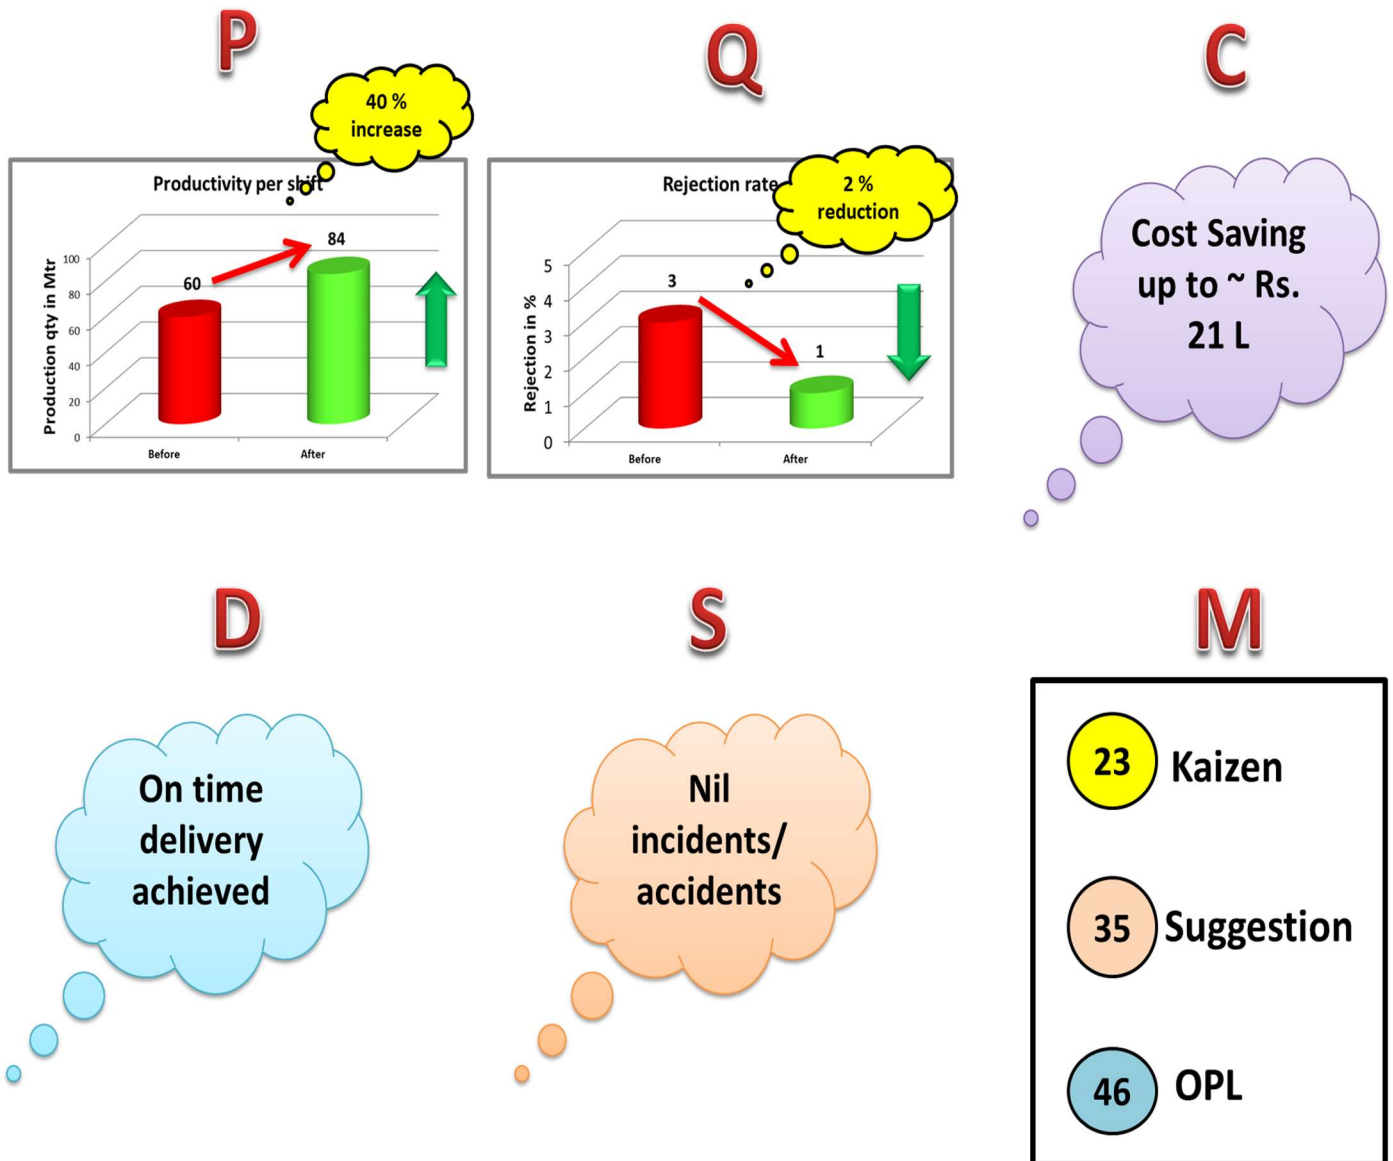 P
Q
C
40 %
increase
Productivity per shift
Production qty in Mtr
100
80
60
40
20
0
60
84
Before
After
2 %
reduction
Rejection rate
Rejection in %
5
4
3
2
1
0
3
1
Before
After
Cost Saving
up to ~ Rs.
21 L
D
S
M
On time
delivery
achieved
Nil
incidents/
accidents
23 Kaizen
35 Suggestion
46 OPL